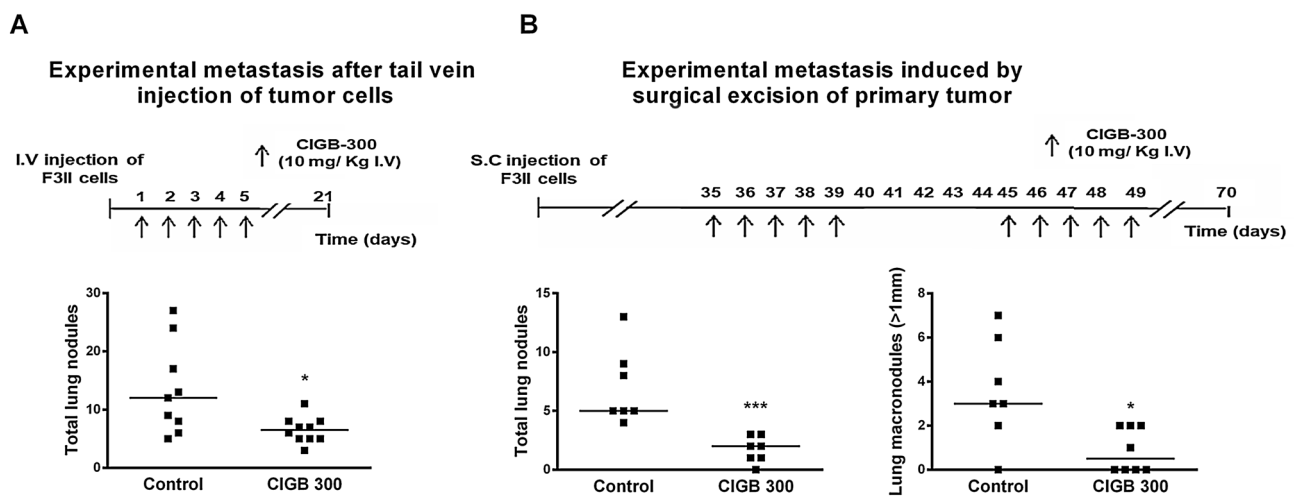 A
Experimental metastasis after tail vein
injection of tumor cells
CIGB-300
(10 mg/ Kg I.V)
I.V injection of
F3II cells
1 2 3 4 5 21
Time (days)
Total lung nodules
30
20
10
0
*
Control CIGB 300
B
Experimental metastasis induced by
surgical excision of primary tumor
CIGB-300
(10 mg/ Kg I.V)
S.C injection of
F3II cells
35 36 37 38 39 40 41 42 43 44 45 46 47 48 49 70
Time (days)
Total lung nodules
15
10
5
0
***
Control CIGB 300
Lung macronodules (>1mm)
8
6
4
2
0
*
Control CIGB 300